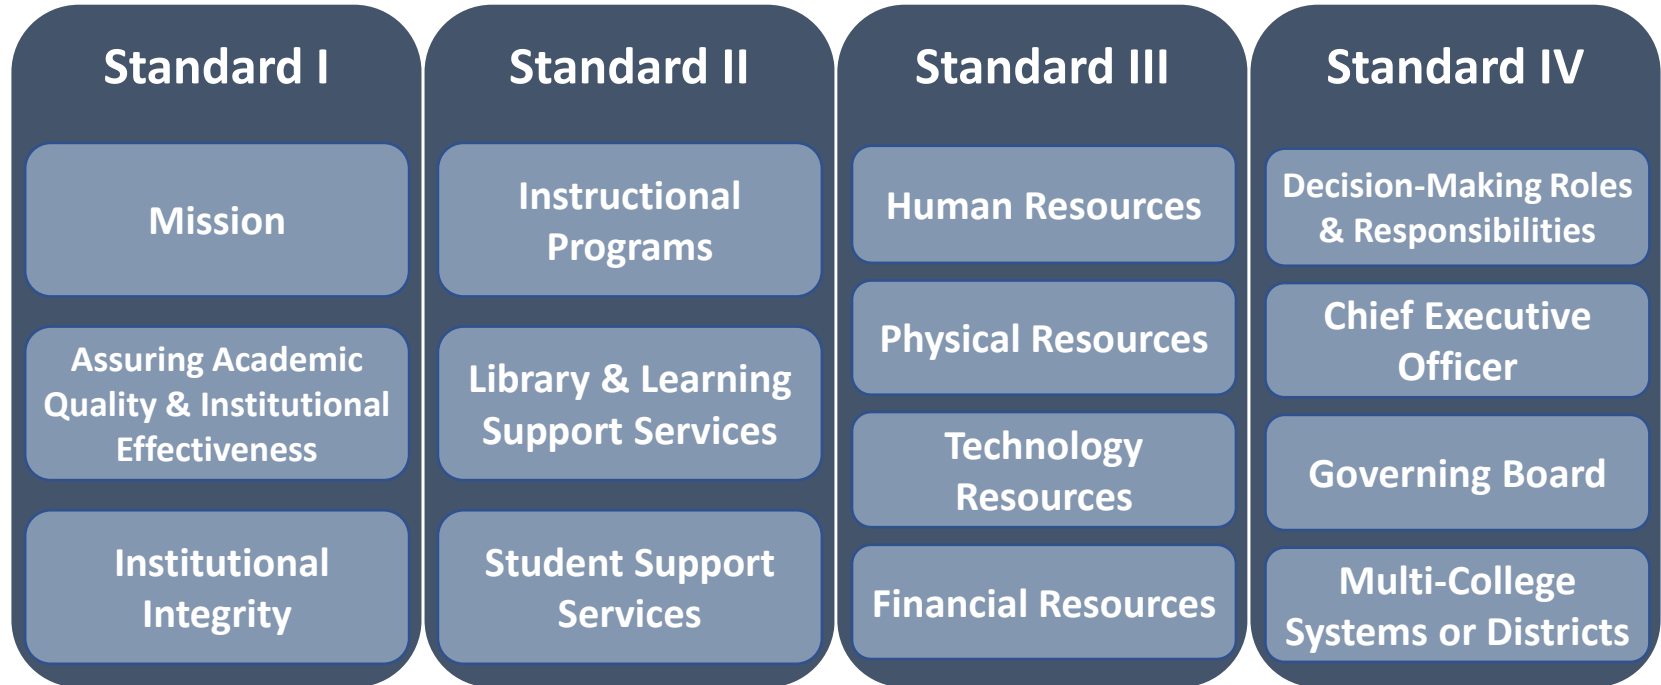 Standard I
Mission
Assuring Academic
Quality & Institutional
Effectiveness
Institutional
Integrity
Standard II
Instructional
Programs
Library & Learning
Support Services
Student Support
Services
Standard III
Human Resources
Physical Resources
Technology
Resources
Financial Resources
Standard IV
Decision-Making Roles
& Responsibilities
Chief Executive
Officer
Governing Board
Multi-College
Systems or Districts